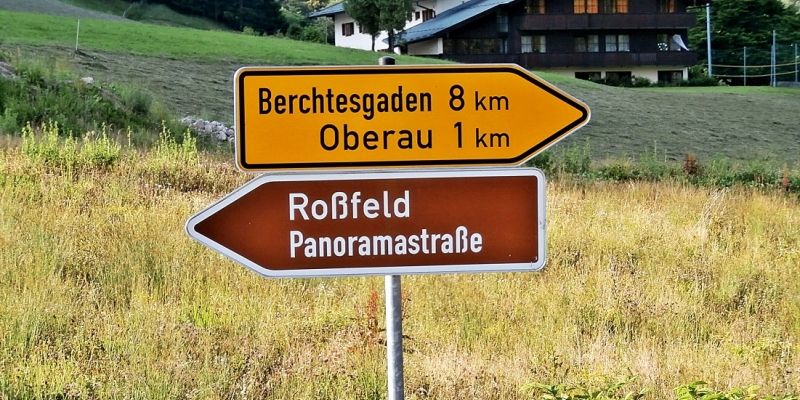 Berchtesgaden 8 km
Oberau 1 km
Roßfeld
Panoramastraße